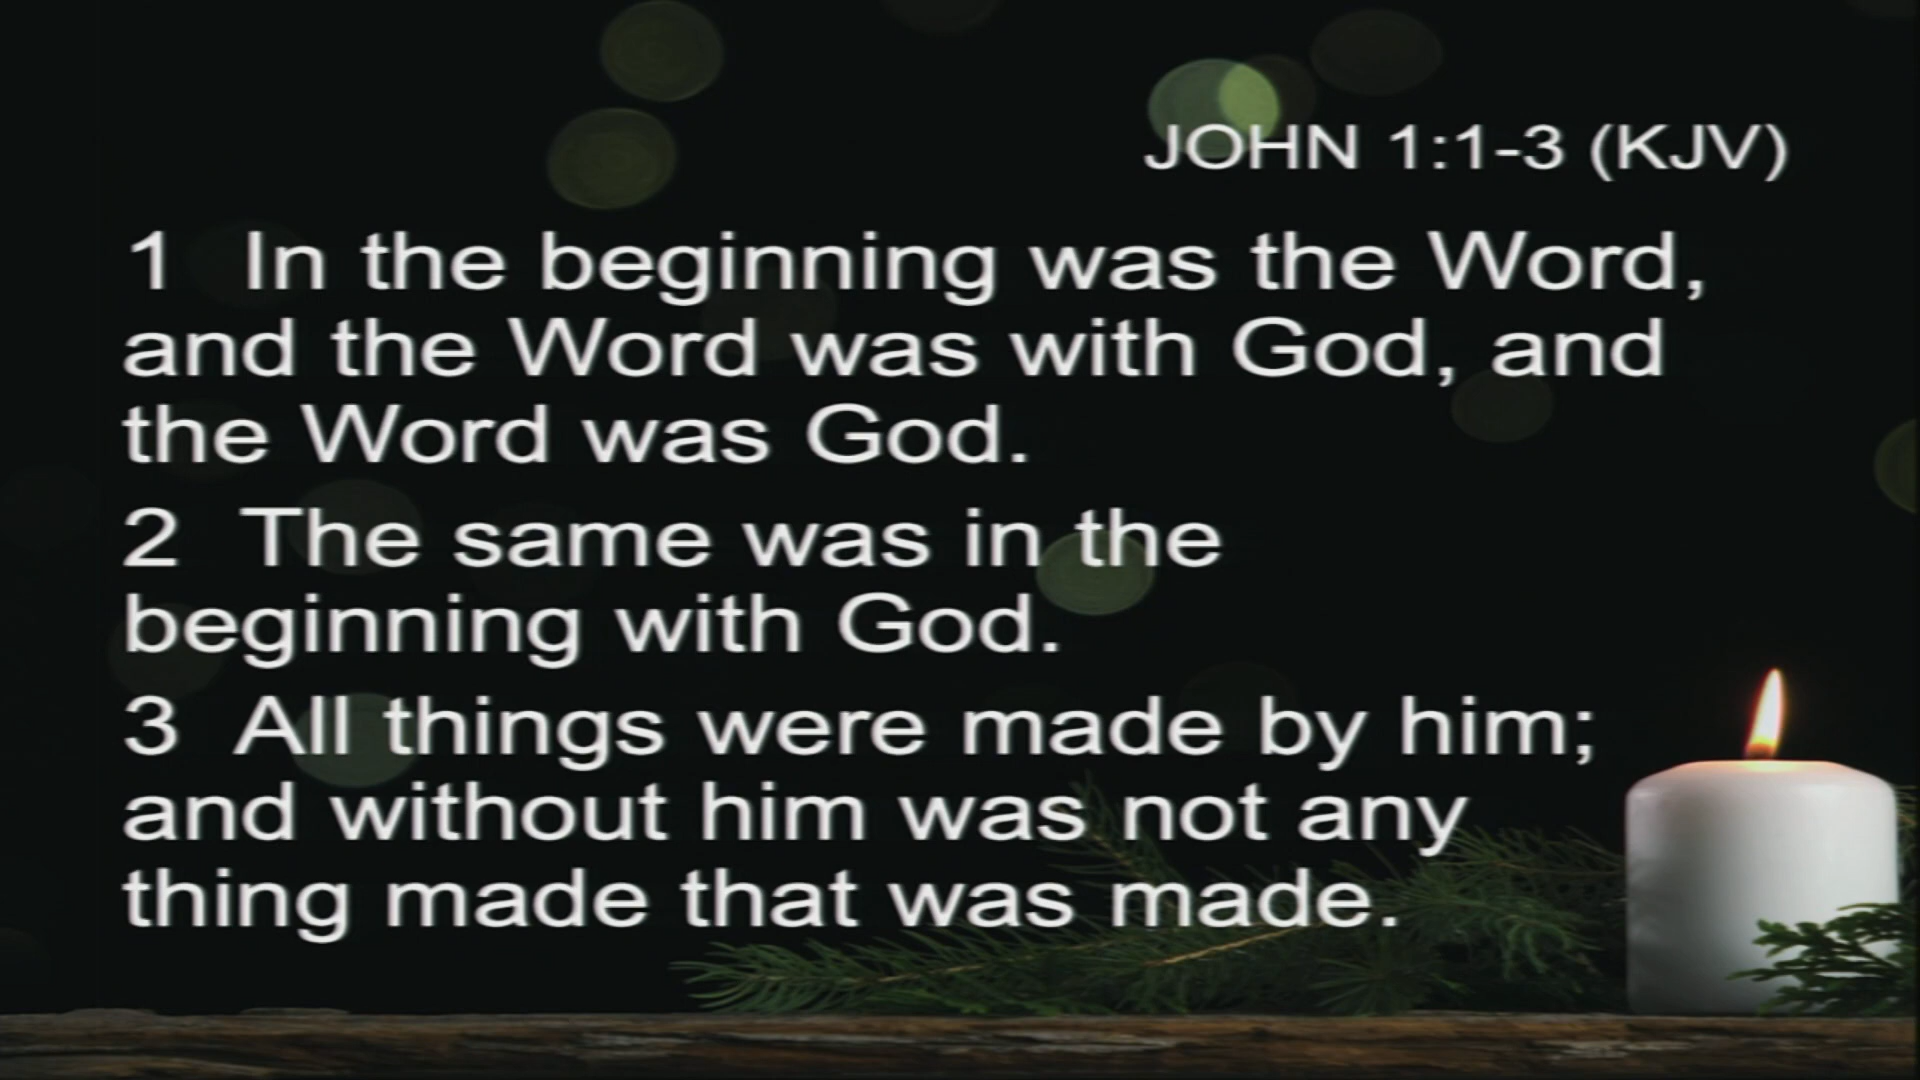 JOHN 1:1-3 (KJV)
1 In the beginning was the Word,
and the Word was with God, and
the Word was God.
2 The same was in the
beginning with God.
3 All things were made by him;
and without him was not any
thing made that was made.